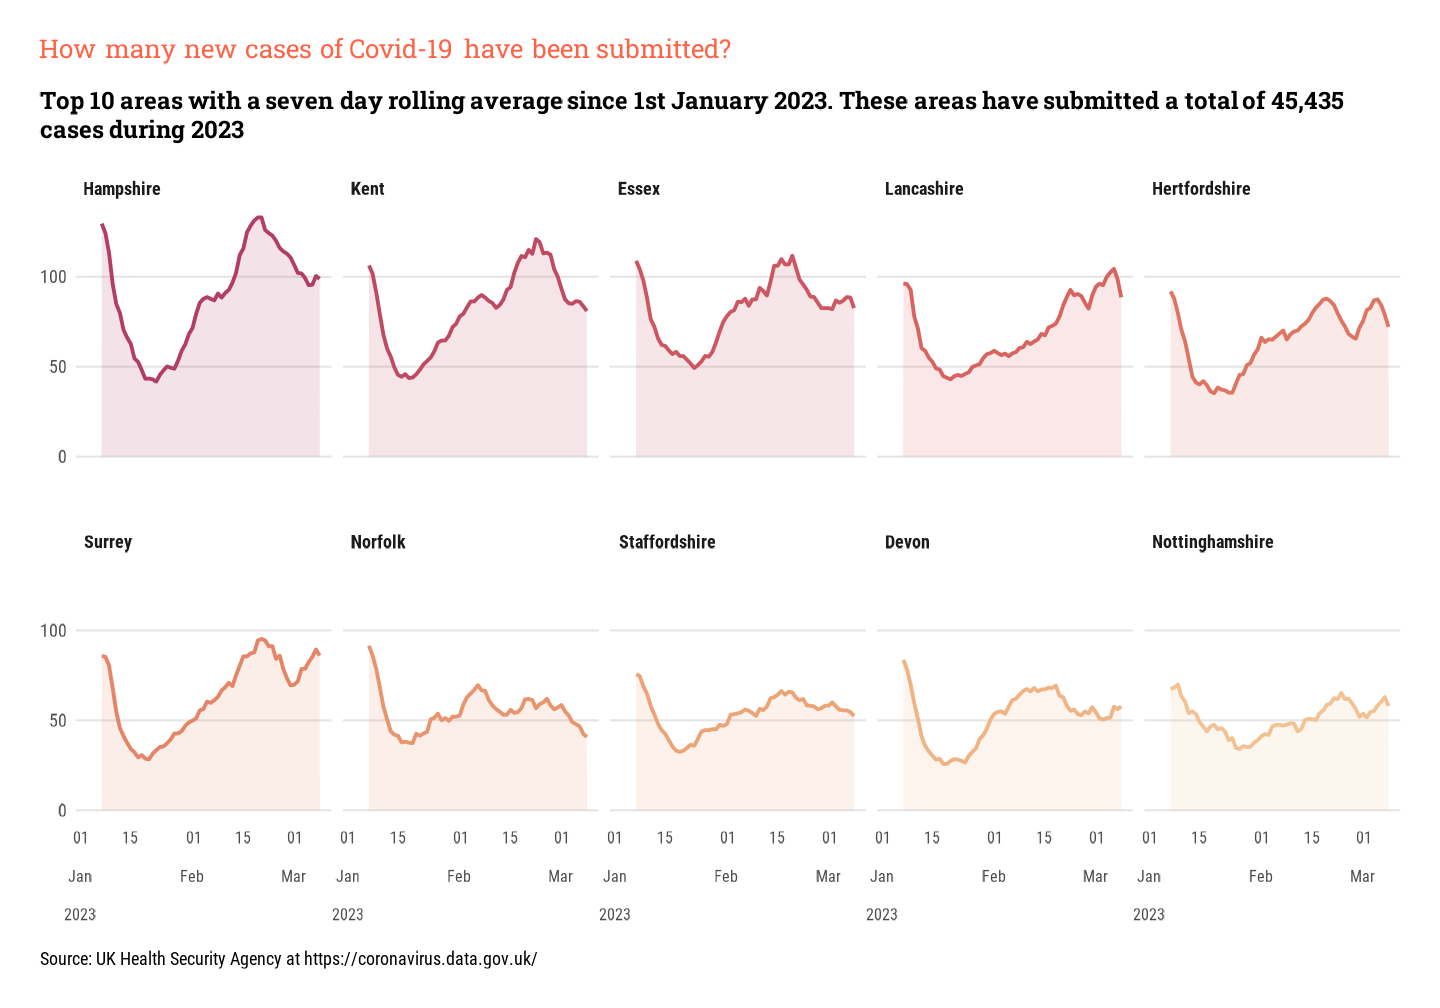 How many new cases of Covid-19 have been submitted?
Top 10 areas with a seven day rolling average since 1st January 2023. These areas have submitted a total of 45,435
cases during 2023
Hampshire Kent Essex Lancashire Hertfordshire
100
50
0
Surrey Norfolk Staffordshire Devon Nottinghamshire
100
50
0
01 15 01 15 01 01 15 01 15 01 01 15 01 15 01 01 15 01 15 01 01 15 01 15 01
Jan Feb Mar Jan Feb Mar Jan Feb Mar Jan Feb Mar Jan Feb Mar
2023 2023 2023 2023 2023
Source: UK Health Security Agency at https://coronavirus.data.gov.uk/